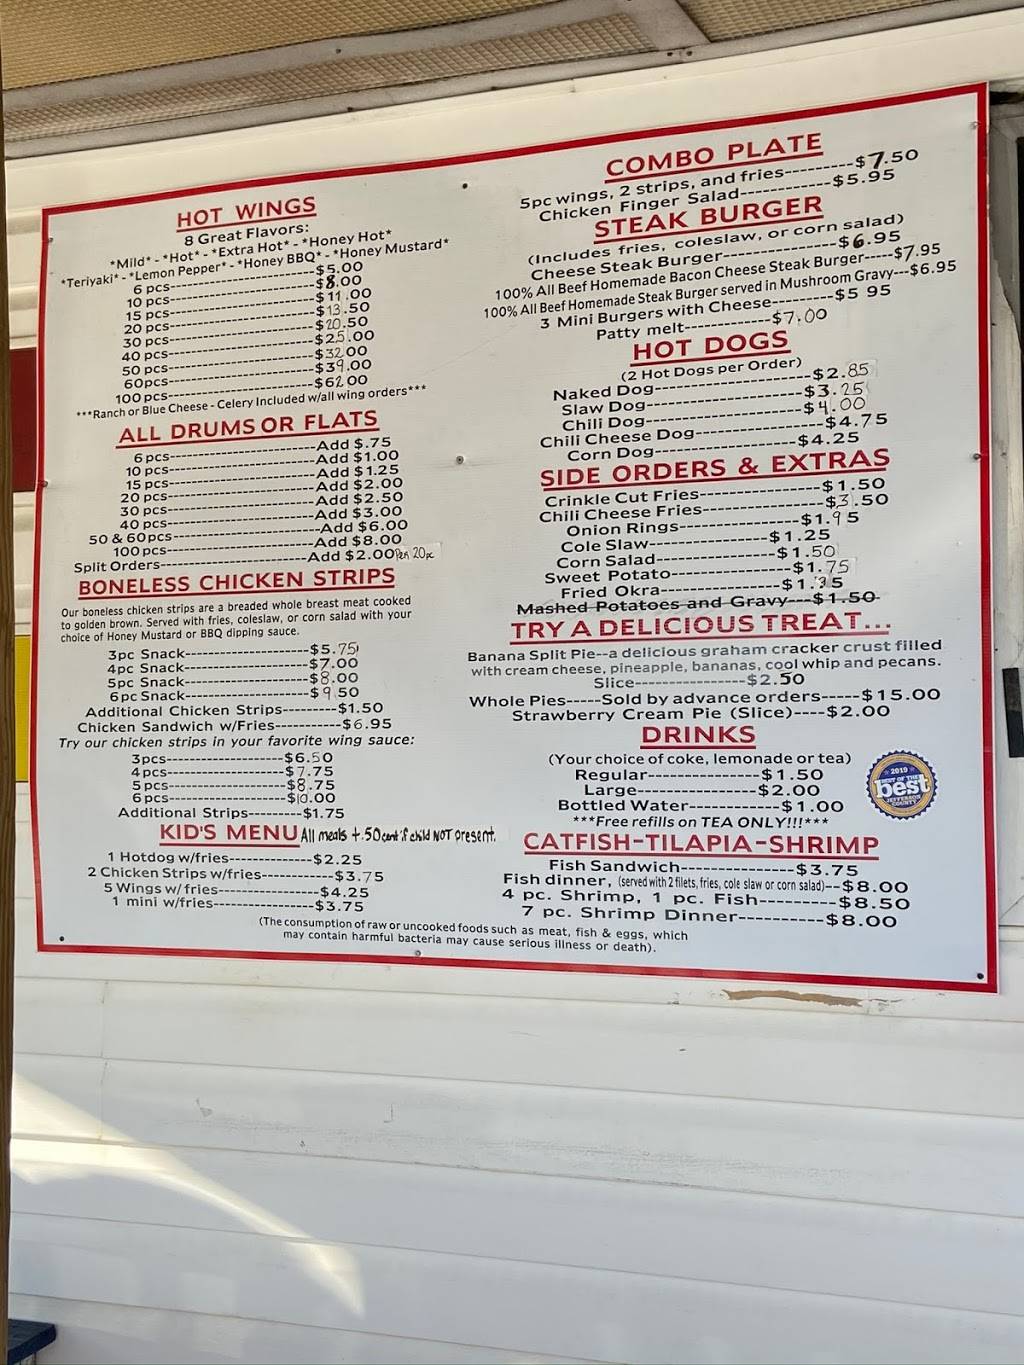 HOT WINGS
8 Great Flavors:
*Mild* - *Hot* - *Extra Hot* - *Honey Hot*
*Teriyaki* - *Lemon Pepper* - *Honey BBQ* - *Honey Mustard*
6 pcs-----------------$5.00
10 pcs-----------------$8.00
15 pcs-----------------$11.00
20 pcs-----------------$13.50
30 pcs-----------------$20.50
40 pcs-----------------$25.00
50 pcs-----------------$32.00
60pcs-----------------$39.00
100 pcs-----------------$62.00
***Ranch or Blue Cheese - Celery Included w/all wing orders***
ALL DRUMS OR FLATS
6 pcs-----------------Add $.75
10 pcs-----------------Add $1.00
15 pcs-----------------Add $1.25
20 pcs-----------------Add $2.00
30 pcs-----------------Add $2.50
40 pcs-----------------Add $3.00
50 & 60 pcs-----------------Add $6.00
100 pcs-----------------Add $8.00
Split Orders-----------------Add $2.00 Per 20pc
BONELESS CHICKEN STRIPS
Our boneless chicken strips are a breaded whole breast meat cooked
to golden brown. Served with fries, coleslaw, or corn salad with your
choice of Honey Mustard or BBQ dipping sauce.
3pc Snack-----------------$5.75
4pc Snack-----------------$7.00
5pc Snack-----------------$8.00
6pc Snack-----------------$9.50
Additional Chicken Strips---------$1.50
Chicken Sandwich w/Fries-----------$6.95
Try our chicken strips in your favorite wing sauce:
3pcs-----------------$6.50
4pcs-----------------$7.75
5pcs-----------------$8.75
6pcs-----------------$10.00
Additional Strips---------$1.75
KID'S MENU All meals +.50cent if child NOT present.
1 Hotdog w/fries-------------$2.25
2 Chicken Strips w/fries------------$3.75
5 Wings w/fries-----------------$4.25
1 mini w/fries-----------------$3.75
COMBO PLATE
5pc wings, 2 strips, and fries---------$7.50
Chicken Finger Salad------------$5.95
STEAK BURGER
(Includes fries, coleslaw, or corn salad)
Cheese Steak Burger--------------$6.95
100% All Beef Homemade Bacon Cheese Steak Burger-----$7.95
100% All Beef Homemade Steak Burger served in Mushroom Gravy---$6.95
3 Mini Burgers with Cheese---------$5 95
Patty melt------------$7.00
HOT DOGS
(2 Hot Dogs per Order)
Naked Dog-----------------$2.85
Slaw Dog-----------------$3.25
Chili Dog-----------------$4.00
Chili Cheese Dog--------------$4.75
Corn Dog-----------------$4.25
SIDE ORDERS & EXTRAS
Crinkle Cut Fries--------------$1.50
Chili Cheese Fries--------------$3.50
Onion Rings--------------$1.95
Cole Slaw--------------$1.25
Corn Salad--------------$1.50
Sweet Potato--------------$1.75
Fried Okra--------------$1.35
Mashed Potatoes and Gravy---$1.50
TRY A DELICIOUS TREAT...
Banana Split Pie--a delicious graham cracker crust filled
with cream cheese, pineapple, bananas, cool whip and pecans.
Slice-----------------$2.50
Whole Pies-----Sold by advance orders-----$15.00
Strawberry Cream Pie (Slice)----$2.00
DRINKS
(Your choice of coke, lemonade or tea)
Regular--------------$1.50
Large--------------$2.00
Bottled Water------------$1.00
***Free refills on TEA ONLY!!!***
2019
BEST OF THE
best
JEFFERSON
COUNTY
CATFISH-TILAPIA-SHRIMP
Fish Sandwich--------------$3.75
Fish dinner, (served with 2 filets, fries, cole slaw or corn salad)--$8.00
4 pc. Shrimp, 1 pc. Fish---------$8.50
7 pc. Shrimp Dinner----------$8.00
(The consumption of raw or uncooked foods such as meat, fish & eggs, which
may contain harmful bacteria may cause serious illness or death).